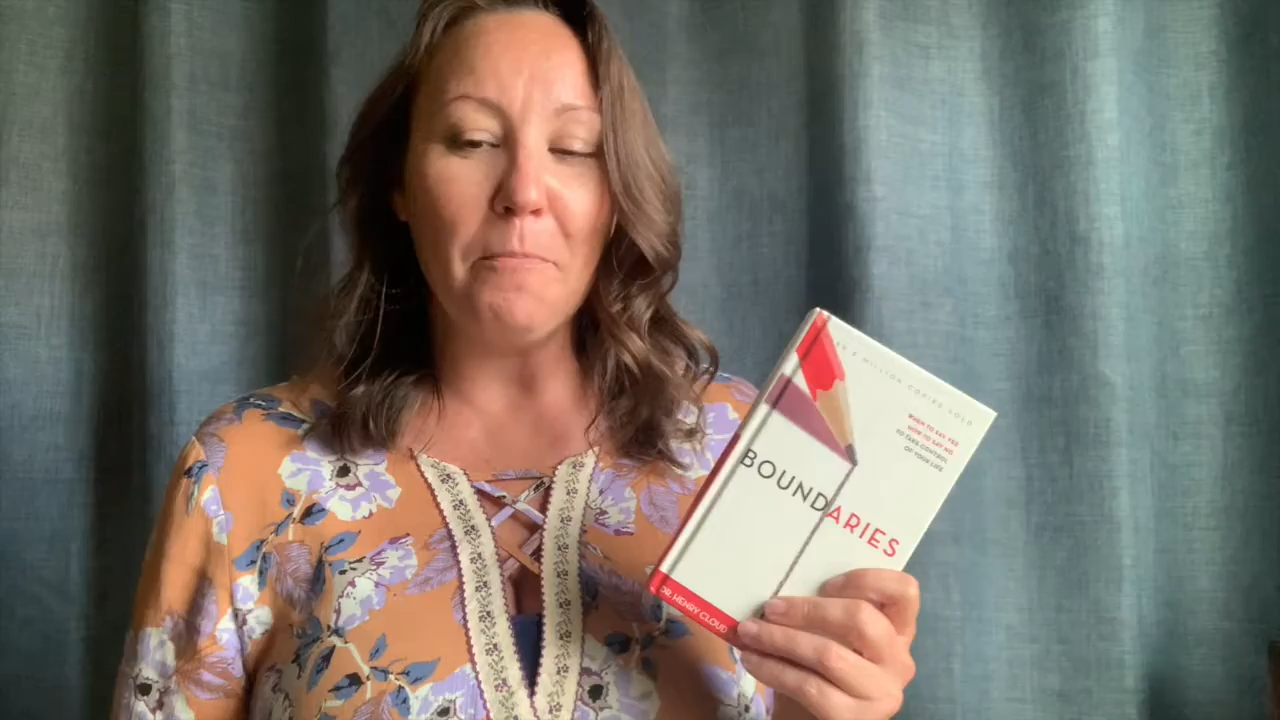 MILLION COPIES SOLD
WHEN TO SAY YES
HOW TO SAY NO
TO TAKE CONTROL
OF YOUR LIFE
BOUNDARIES
DR. HENRY CLOUD